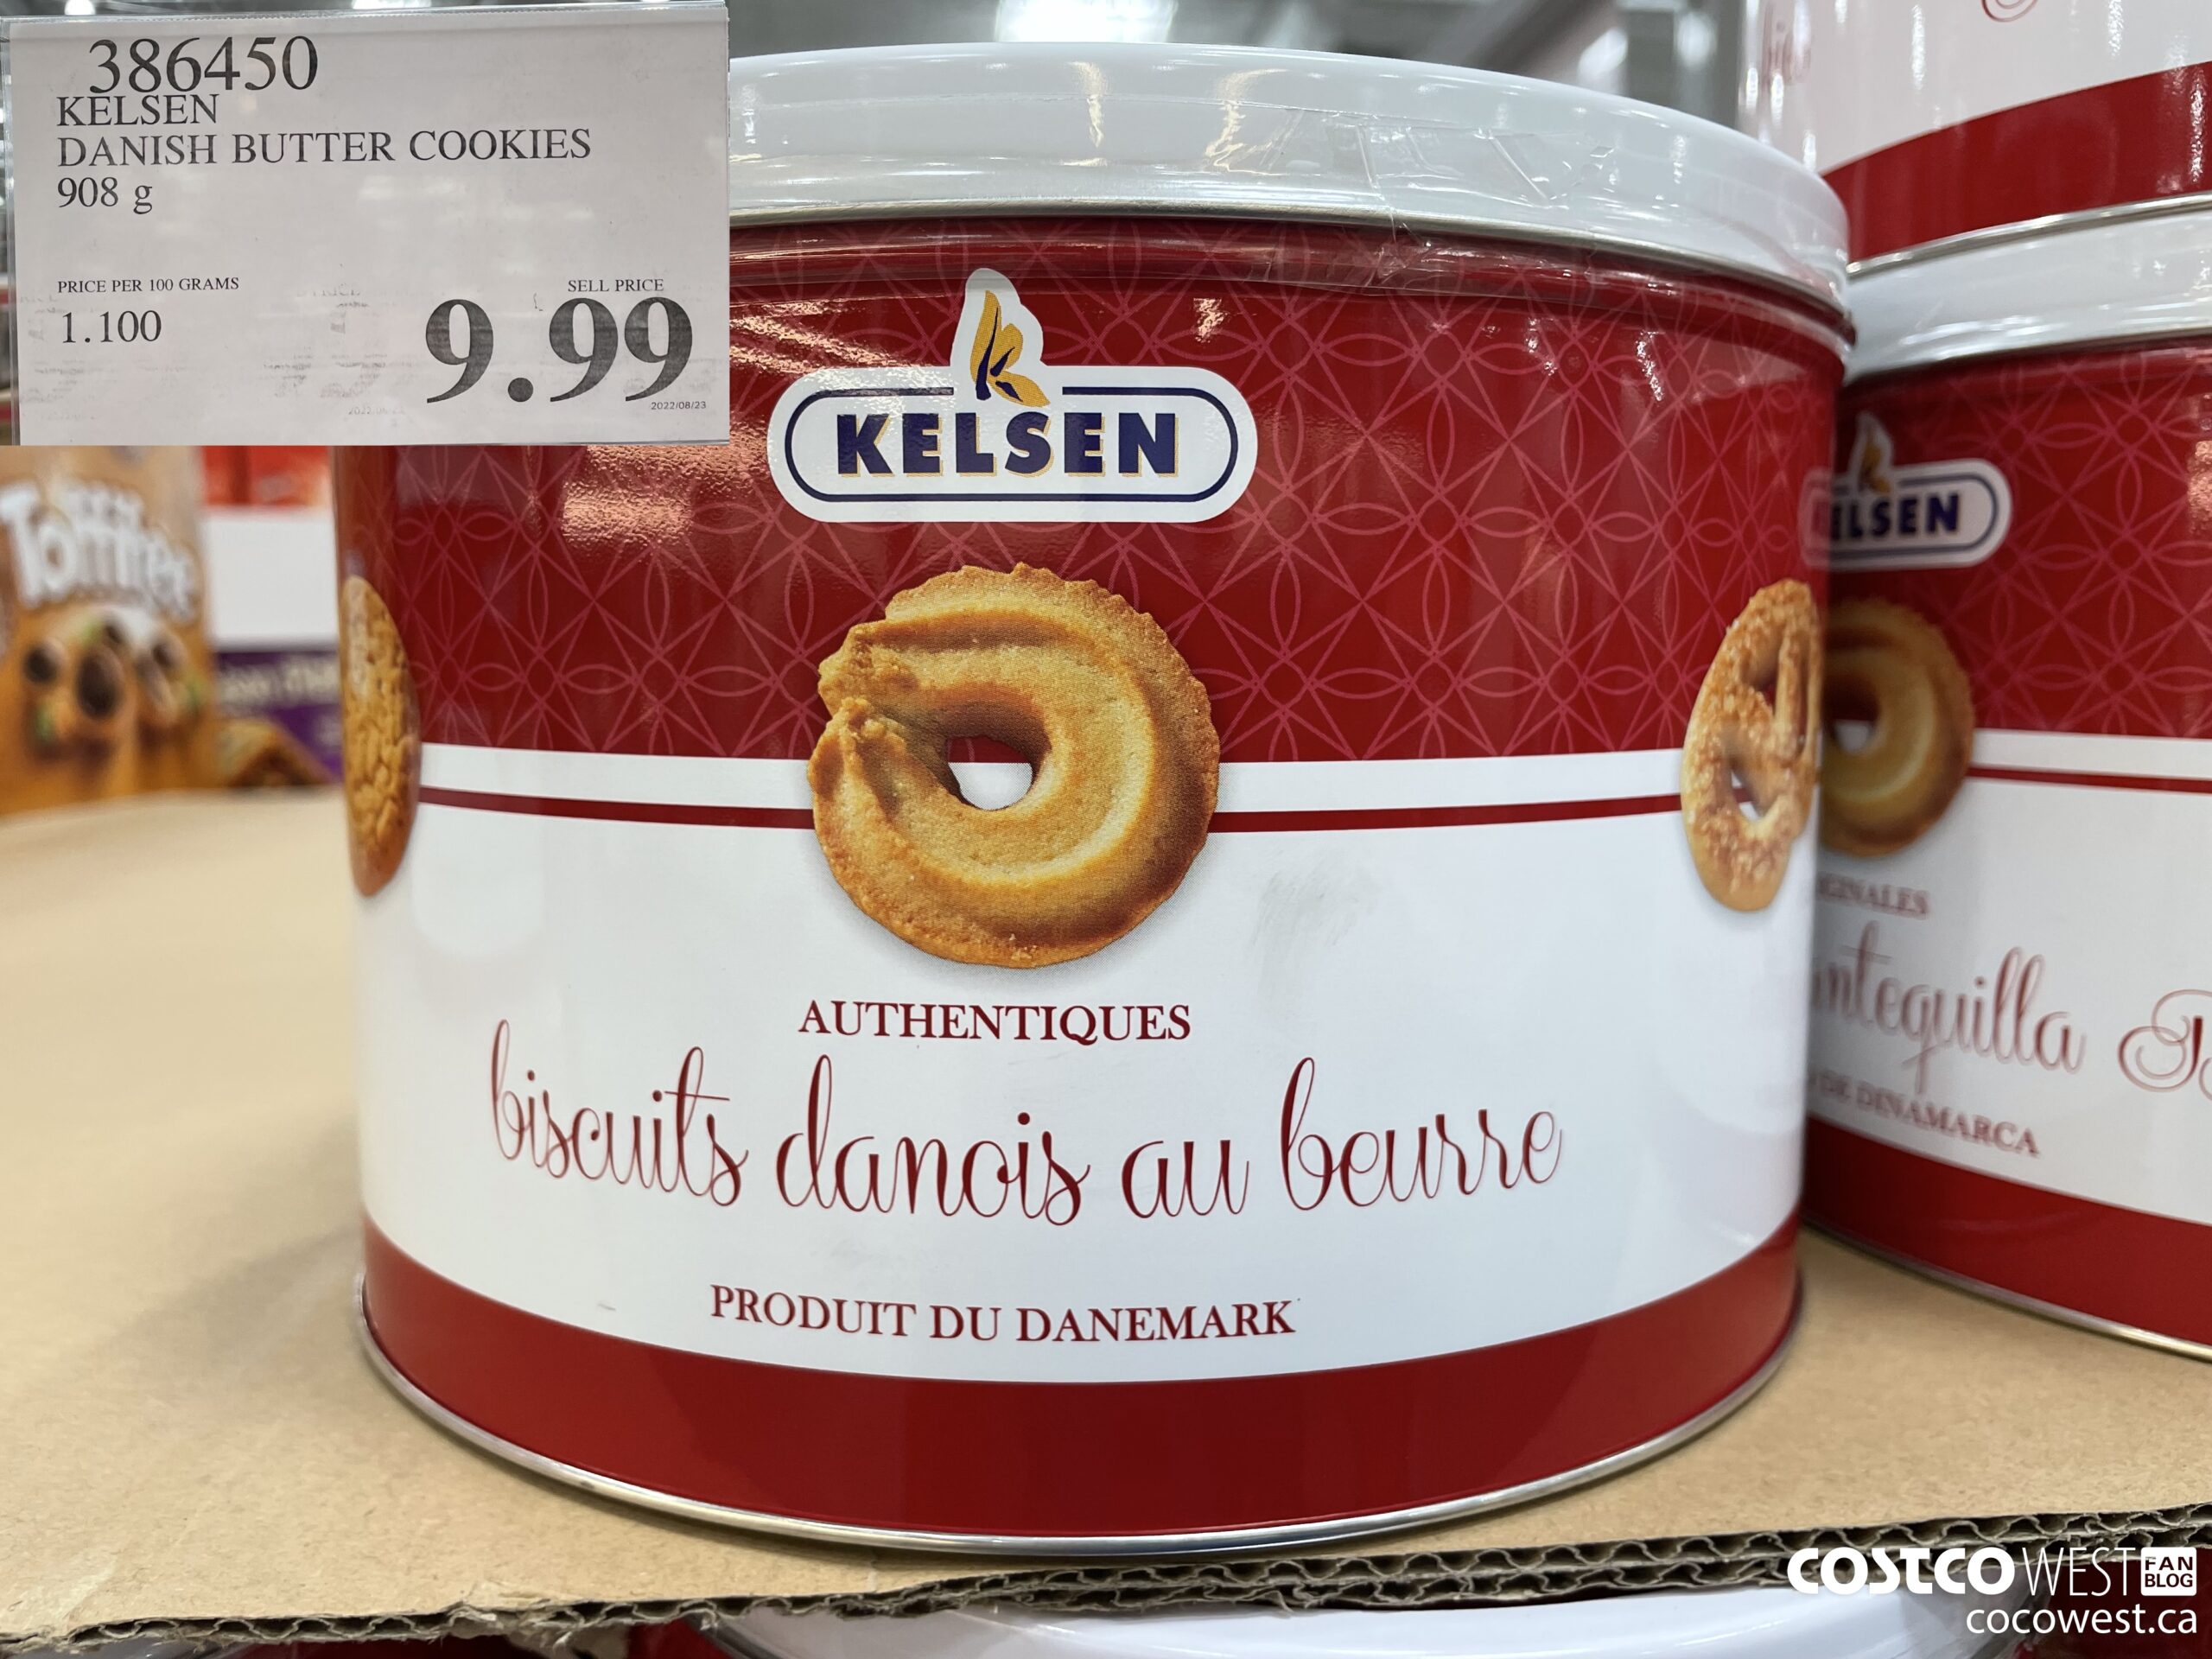 386450
KELSEN
DANISH BUTTER COOKIES
908 g
PRICE PER 100 GRAMS
SELL PRICE
1.100
9.99
2022/08/23
KELSEN
AUTHENTIQUES
biscuits danois au beurre
PRODUIT DU DANEMARK
ELSEN
DE DINAMARCA
COSTCO WEST FAN BLOG
cocowest.ca